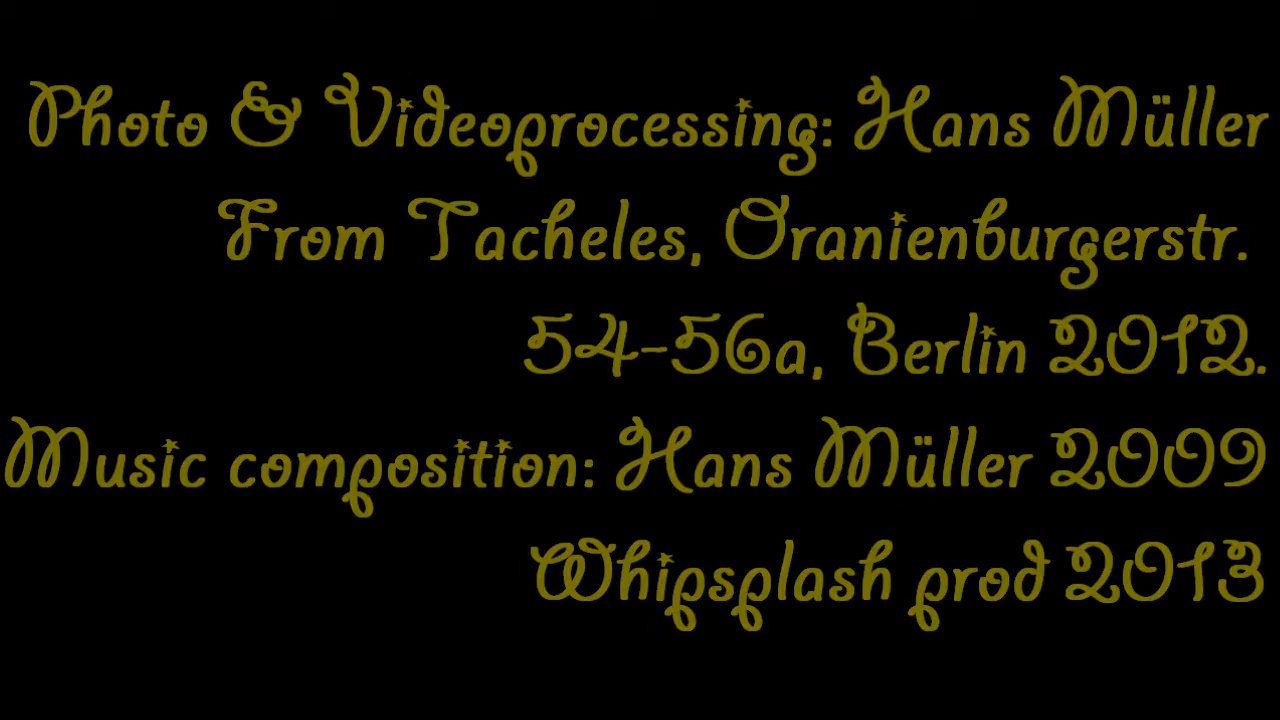 Photo & Videoprocessing: Hans Müller
From Tacheles, Oranienburgerstr.
54-56a, Berlin 2012.
Music composition: Hans Müller 2009
Whipsplash prod 2013